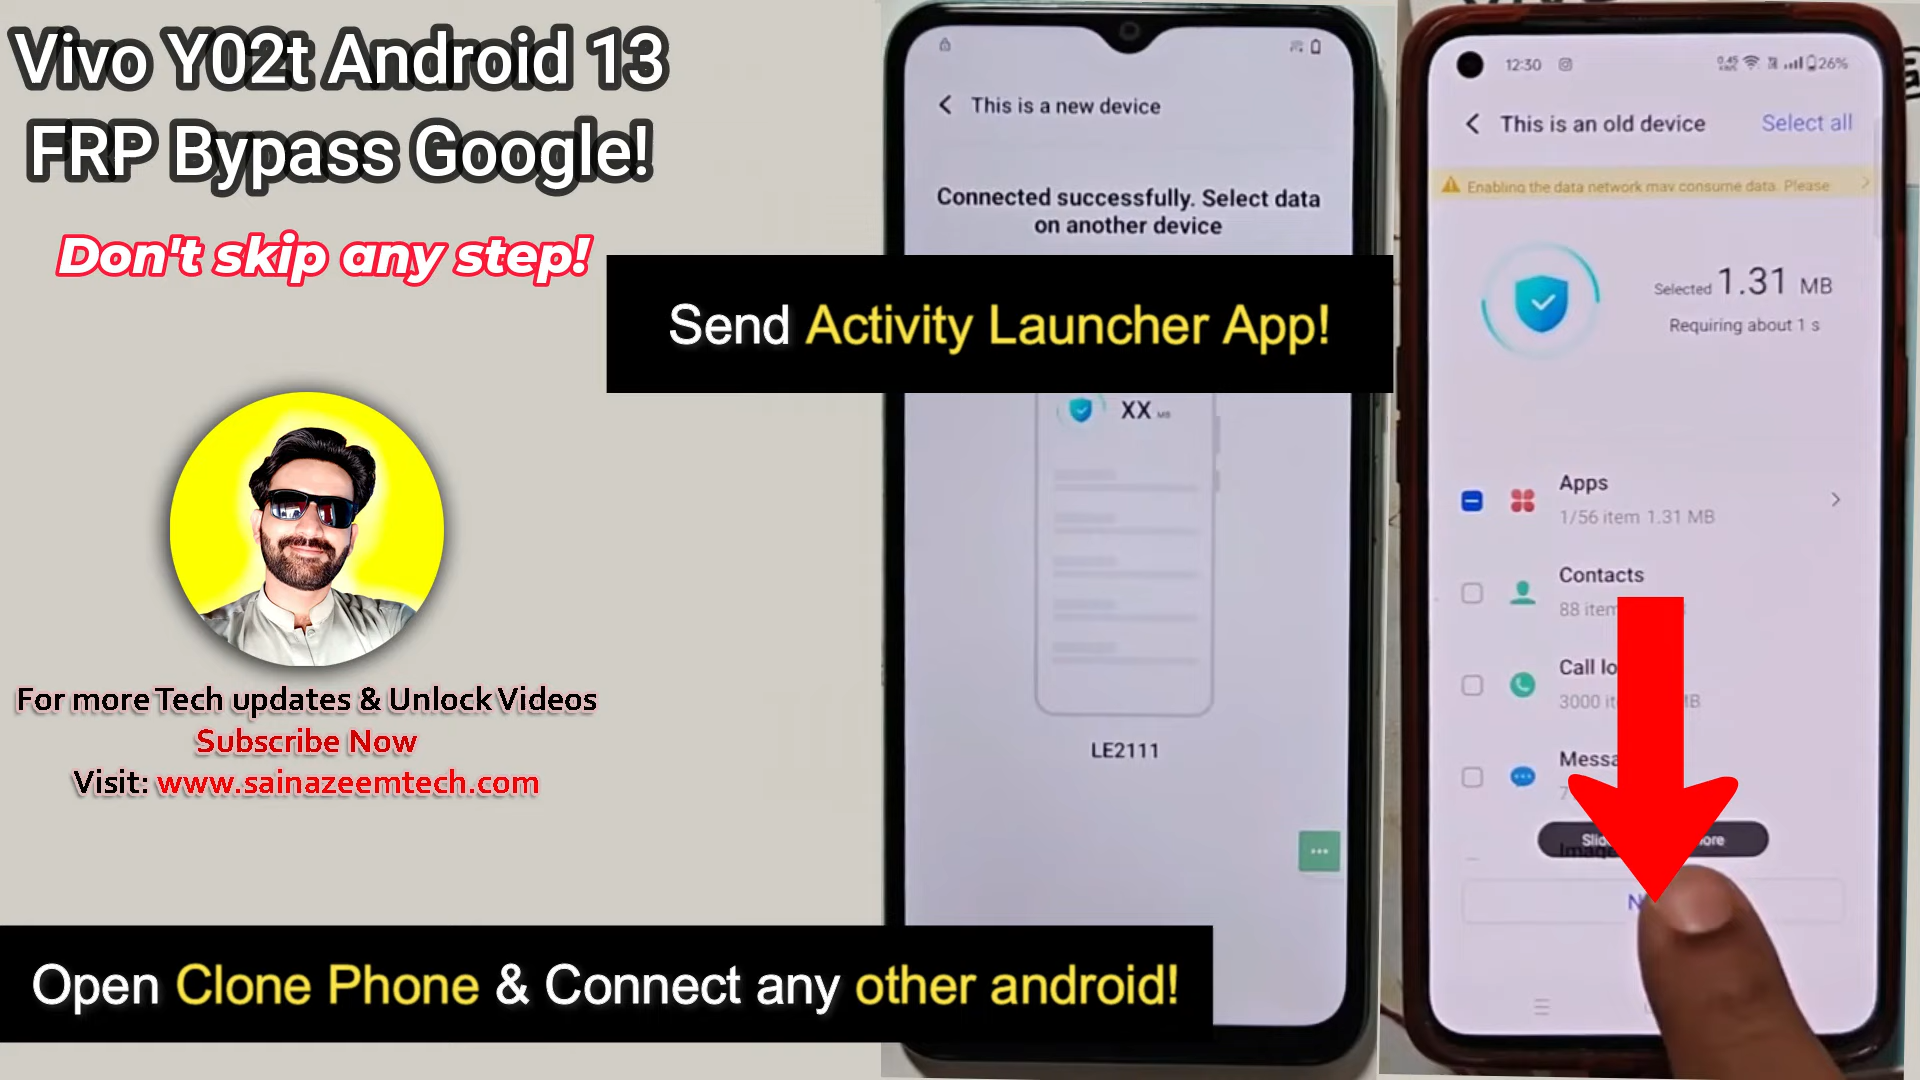 Vivo Y02t Android 13
FRP Bypass Google!
Don't skip any step!
For more Tech updates & Unlock Videos
Subscribe Now
Visit: www.sainazeemtech.com
This is a new device
Connected successfully. Select data
on another device
Send Activity Launcher App!
XX MB
LE2111
Open Clone Phone & Connect any other android!
12:30
26%
This is an old device
Select all
Enabling the data network may consume data. Please
Selected 1.31 MB
Requiring about 1 s
Apps
1/56 item 1.31 MB
Contacts
88 item
Call lo
3000 it
Messa